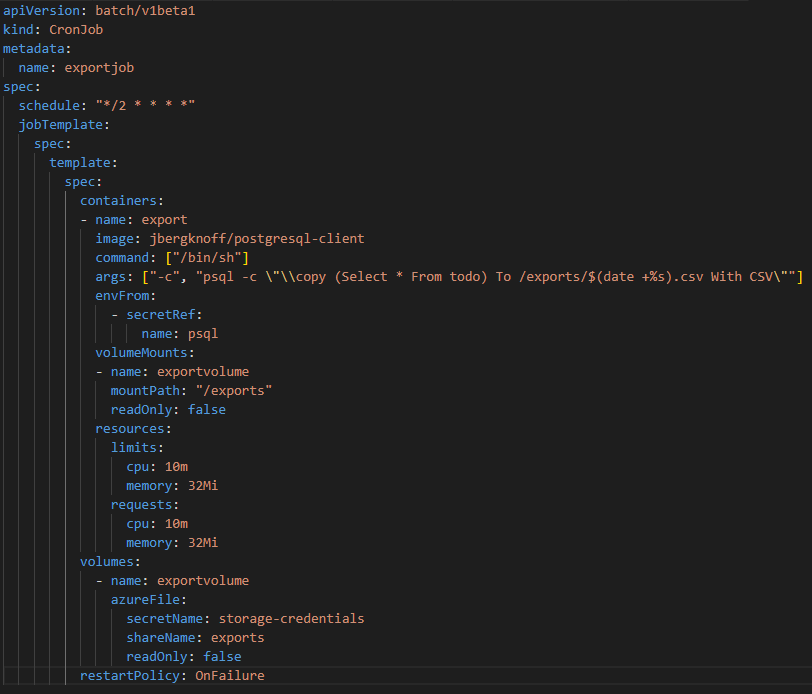 apiVersion: batch/v1beta1
kind: CronJob
metadata:
  name: exportjob
spec:
  schedule: "*/2 * * * *"
  jobTemplate:
    spec:
      template:
        spec:
          containers:
          - name: export
            image: jbergknoff/postgresql-client
            command: ["/bin/sh"]
            args: ["-c", "psql -c \"\\copy (Select * From todo) To /exports/$(date +%s).csv With CSV\""]
            envFrom:
              - secretRef:
                  name: psql
            volumeMounts:
            - name: exportvolume
              mountPath: "/exports"
              readOnly: false
            resources:
              limits:
                cpu: 10m
                memory: 32Mi
              requests:
                cpu: 10m
                memory: 32Mi
          volumes:
            - name: exportvolume
              azureFile:
                secretName: storage-credentials
                shareName: exports
                readOnly: false
          restartPolicy: OnFailure